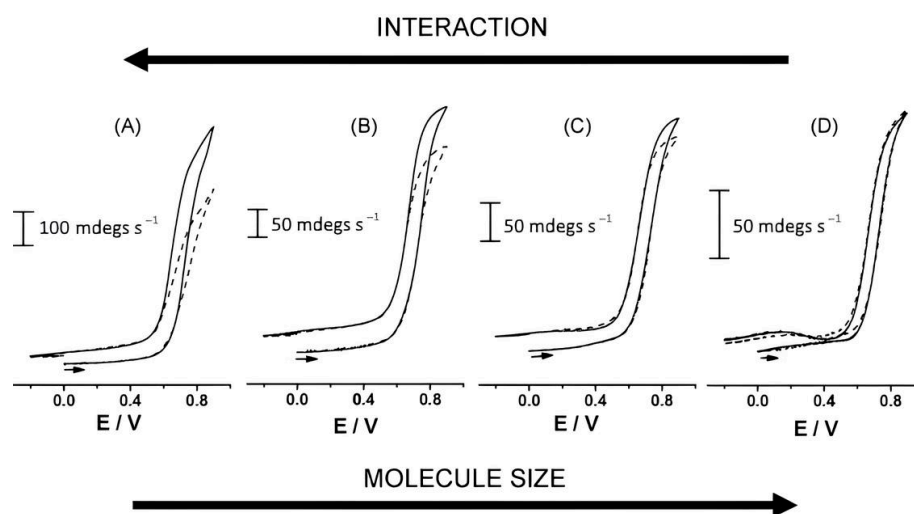 INTERACTION
(A) (B) (C) (D)
100 mdegs s⁻¹ 50 mdegs s⁻¹ 50 mdegs s⁻¹ 50 mdegs s⁻¹
0.0 0.4 0.8 0.0 0.4 0.8 0.0 0.4 0.8 0.0 0.4 0.8
E / V E / V E / V E / V
MOLECULE SIZE